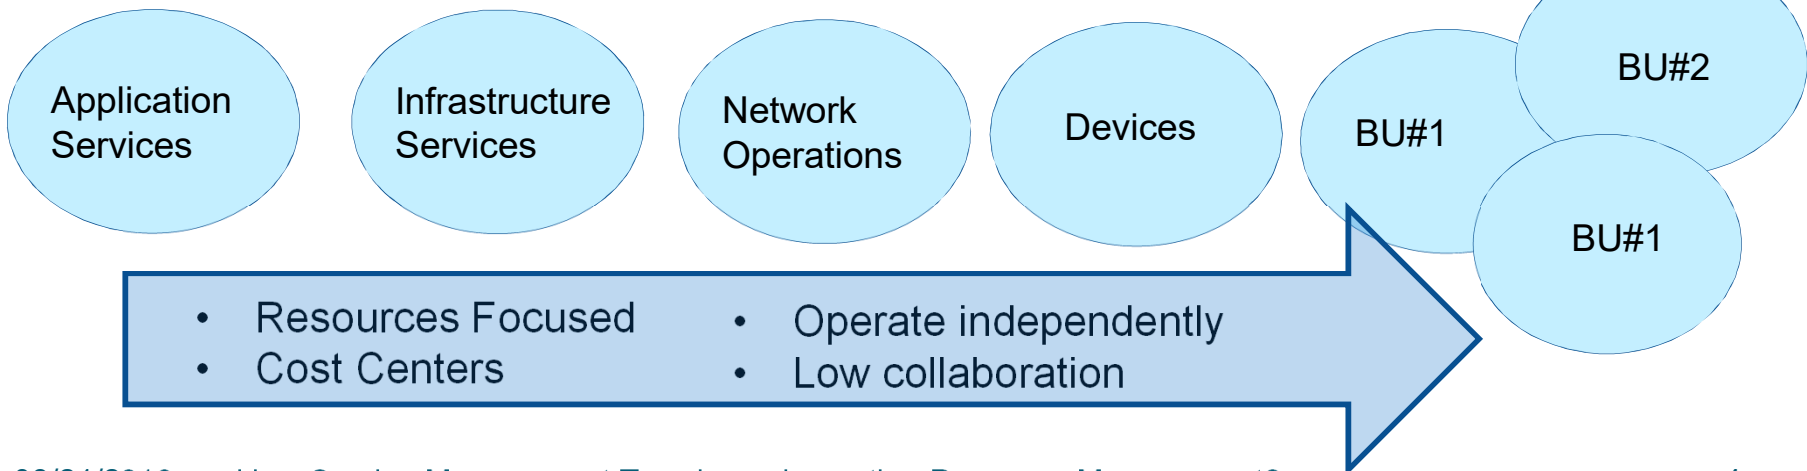 Application
Services
Infrastructure
Services
Network
Operations
Devices
BU#1
BU#2
BU#1
• Resources Focused
• Cost Centers
• Operate independently
• Low collaboration